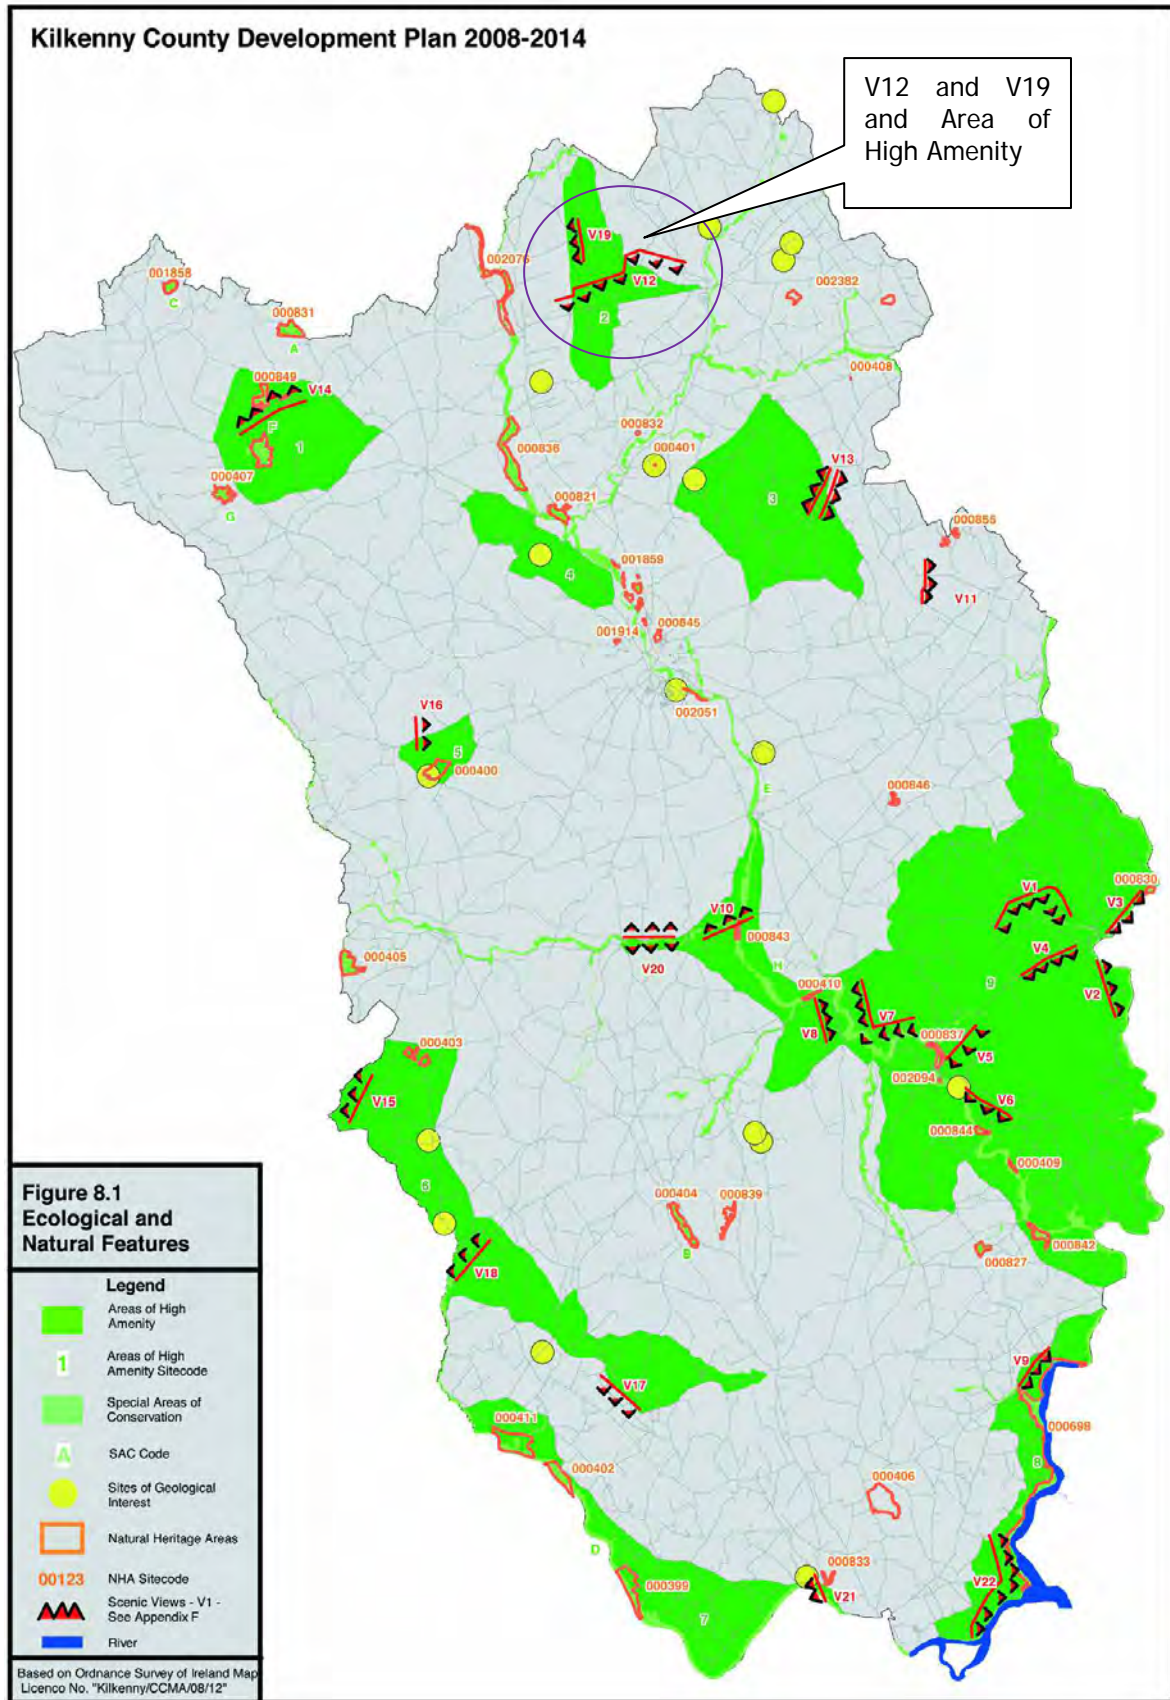 Kilkenny County Development Plan 2008-2014
V12 and V19
and Area of
High Amenity
V19
002076
V12
2
002382
001858
C
000831
A
000408
000849
V14
F
1
000832
000401
V13
3
000836
000407
G
000821
000855
4
001859
V11
001914
000845
002051
V16
5
000400
E
000846
V1
000830
V3
V10
000843
V4
V20
000405
H
9
V2
000410
V7
V8
000837
V5
000403
002094
V6
V15
000844
000409
6
000404
000839
B
000842
000827
V18
V9
V17
000698
000411
000402
8
000406
D
000833
V22
000399
V21
7
Figure 8.1
Ecological and
Natural Features
Legend
Areas of High
Amenity
1
Areas of High
Amenity Sitecode
Special Areas of
Conservation
A
SAC Code
Sites of Geological
Interest
Natural Heritage Areas
00123
NHA Sitecode
Scenic Views - V1 -
See Appendix F
River
Based on Ordnance Survey of Ireland Map
Licenco No. "Kilkenny/CCMA/08/12"